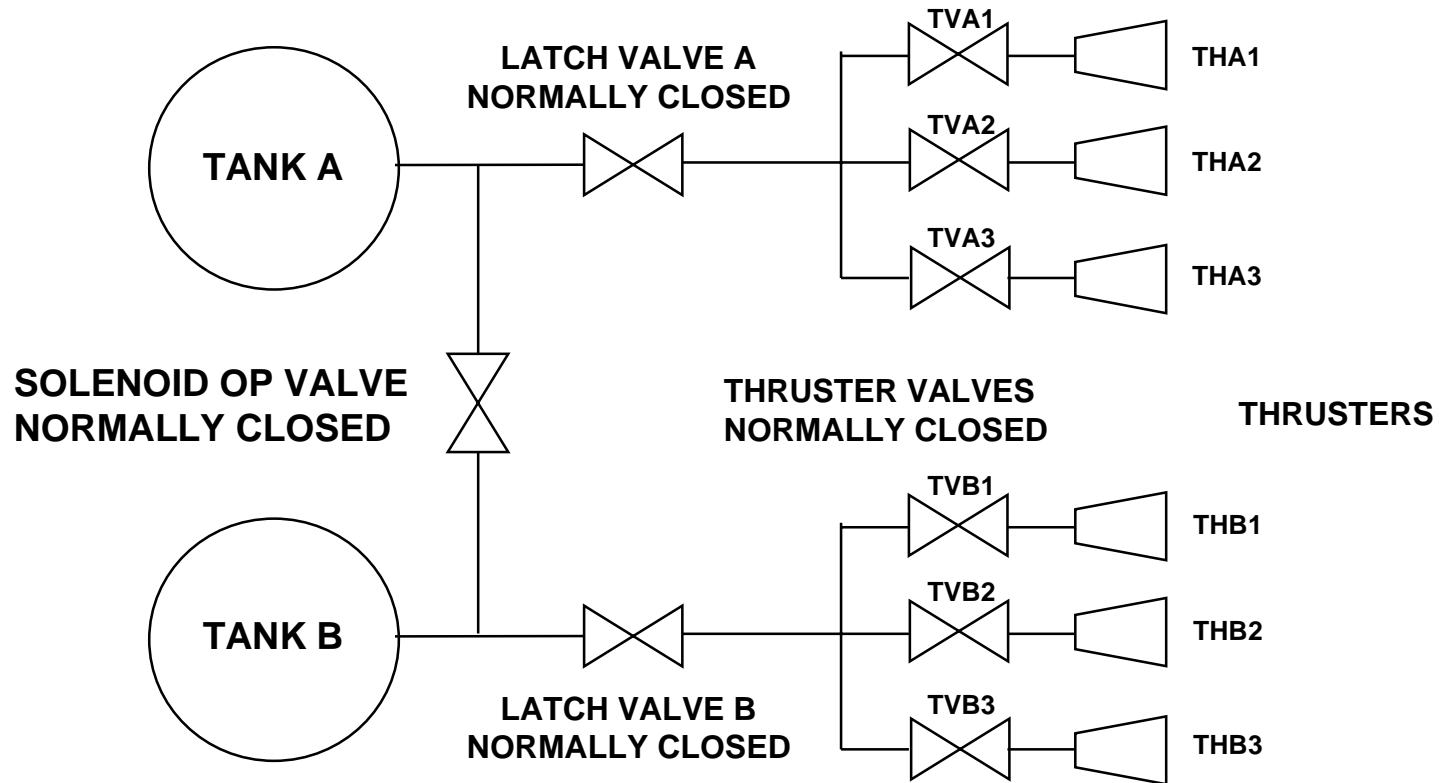 TVA1
LATCH VALVE A
NORMALLY CLOSED
THA1
TANK A
TVA2
THA2
TVA3
THA3
SOLENOID OP VALVE
NORMALLY CLOSED
THRUSTER VALVES
NORMALLY CLOSED
THRUSTERS
TVB1
THB1
TANK B
TVB2
THB2
LATCH VALVE B
NORMALLY CLOSED
TVB3
THB3